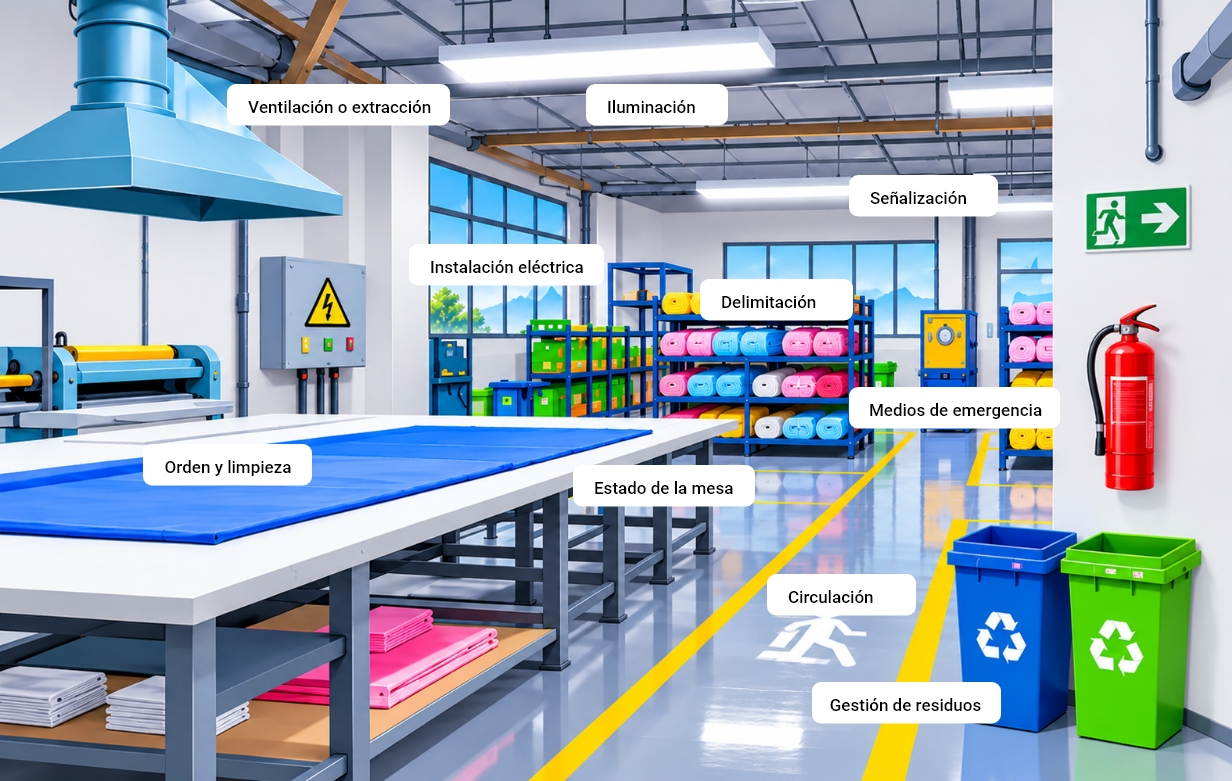 Ventilación o extracción
Iluminación
Señalización
Instalación eléctrica
Delimitación
Medios de emergencia
Orden y limpieza
Estado de la mesa
Circulación
Gestión de residuos